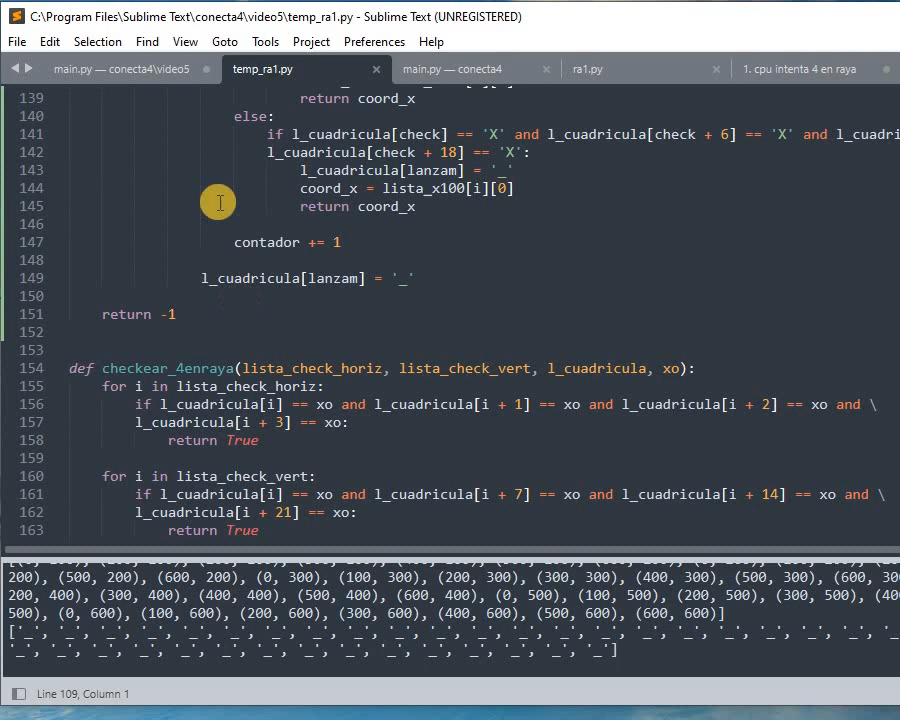 C:\Program Files\Sublime Text\conecta4\video5\temp_ra1.py - Sublime Text (UNREGISTERED)
File Edit Selection Find View Goto Tools Project Preferences Help
main.py — conecta4\video5 temp_ra1.py main.py — conecta4 ra1.py 1. cpu intenta 4 en raya
139 return coord_x
140 else:
141 if l_cuadricula[check] == 'X' and l_cuadricula[check + 6] == 'X' and l_cuadri
142 l_cuadricula[check + 18] == 'X':
143 l_cuadricula[lanzam] = '_'
144 coord_x = lista_x100[i][0]
145 return coord_x
146
147 contador += 1
148
149 l_cuadricula[lanzam] = '_'
150
151 return -1
152
153
154 def checkear_4enraya(lista_check_horiz, lista_check_vert, l_cuadricula, xo):
155 for i in lista_check_horiz:
156 if l_cuadricula[i] == xo and l_cuadricula[i + 1] == xo and l_cuadricula[i + 2] == xo and \
157 l_cuadricula[i + 3] == xo:
158 return True
159
160 for i in lista_check_vert:
161 if l_cuadricula[i] == xo and l_cuadricula[i + 7] == xo and l_cuadricula[i + 14] == xo and \
162 l_cuadricula[i + 21] == xo:
163 return True
200), (500, 200), (600, 200), (0, 300), (100, 300), (200, 300), (300, 300), (400, 300), (500, 300), (600, 30
200, 400), (300, 400), (400, 400), (500, 400), (600, 400), (0, 500), (100, 500), (200, 500), (300, 500), (40
500), (0, 600), (100, 600), (200, 600), (300, 600), (400, 600), (500, 600), (600, 600)]
['_', '_', '_', '_', '_', '_', '_', '_', '_', '_', '_', '_', '_', '_', '_', '_', '_', '_', '_', '_', '_', '_
'_', '_', '_', '_', '_', '_', '_', '_', '_', '_', '_', '_', '_', '_', '_']
Line 109, Column 1